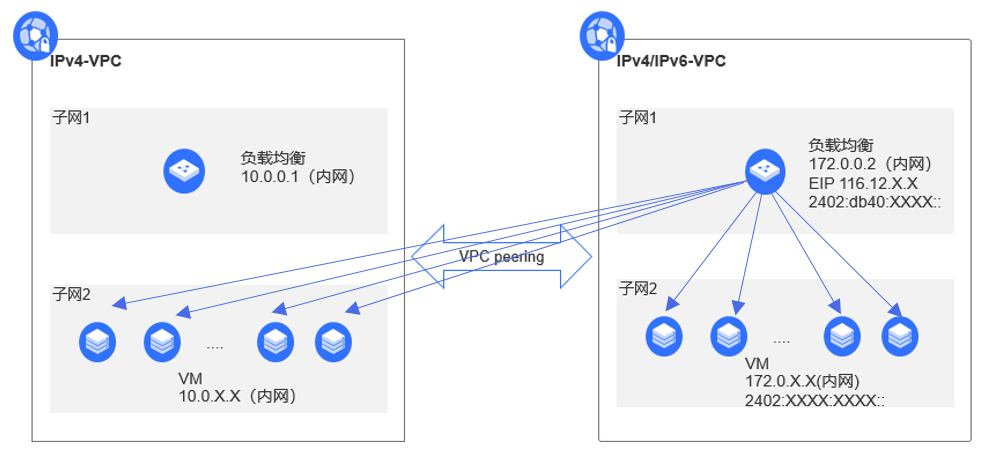 IPv4-VPC
子网1
负载均衡
10.0.0.1（内网）
子网2
....
VM
10.0.X.X（内网）
VPC peering
IPv4/IPv6-VPC
子网1
负载均衡
172.0.0.2（内网）
EIP 116.12.X.X
2402:db40:XXXX::
子网2
....
VM
172.0.X.X(内网)
2402:XXXX:XXXX::